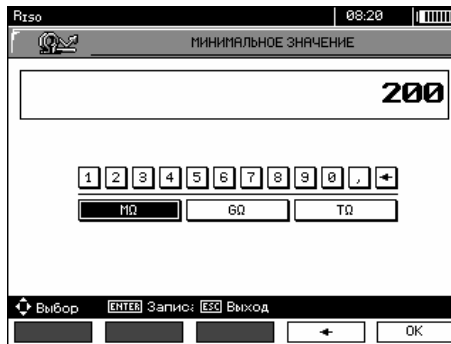 RISO 08:20
МИНИМАЛЬНОЕ ЗНАЧЕНИЕ
200
1 2 3 4 5 6 7 8 9 0 , ←
MΩ GΩ TΩ
Выбор ENTER Запись ESC Выход
← OK